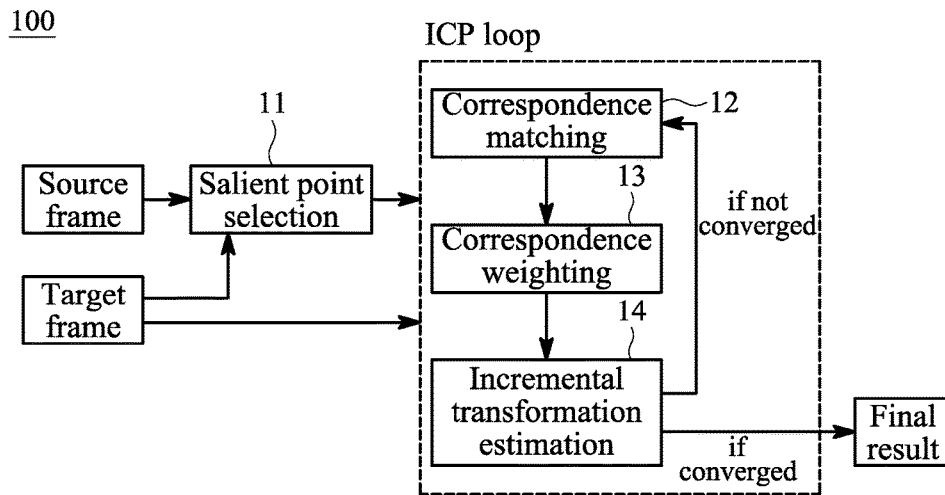 100
ICP loop
11
Source
frame
Salient point
selection
Target
frame
12
Correspondence
matching
13
Correspondence
weighting
if not
converged
14
Incremental
transformation
estimation
if
converged
Final
result